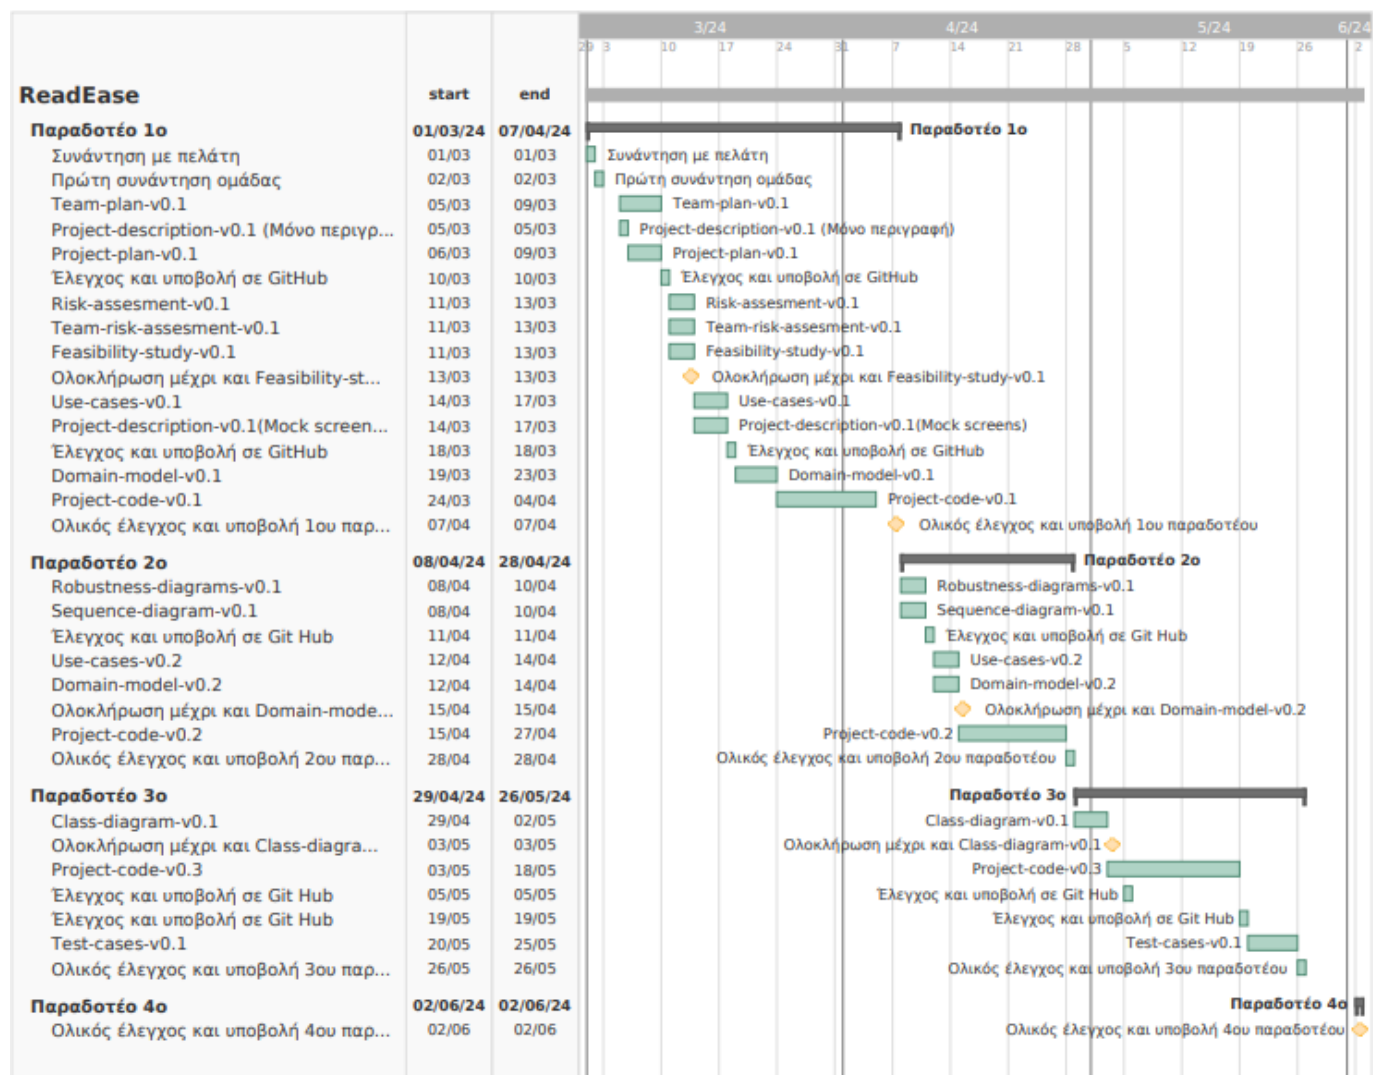 3/24 4/24 5/24 6/24
29 3 10 17 24 31 7 14 21 28 5 12 19 26 2
ReadEase start end
Παραδοτέο 1ο 01/03/24 07/04/24 Παραδοτέο 1ο
Συνάντηση με πελάτη 01/03 01/03 Συνάντηση με πελάτη
Πρώτη συνάντηση ομάδας 02/03 02/03 Πρώτη συνάντηση ομάδας
Team-plan-v0.1 05/03 09/03 Team-plan-v0.1
Project-description-v0.1 (Μόνο περιγρ... 05/03 05/03 Project-description-v0.1 (Μόνο περιγραφή)
Project-plan-v0.1 06/03 09/03 Project-plan-v0.1
Έλεγχος και υποβολή σε GitHub 10/03 10/03 Έλεγχος και υποβολή σε GitHub
Risk-assesment-v0.1 11/03 13/03 Risk-assesment-v0.1
Team-risk-assesment-v0.1 11/03 13/03 Team-risk-assesment-v0.1
Feasibility-study-v0.1 11/03 13/03 Feasibility-study-v0.1
Ολοκλήρωση μέχρι και Feasibility-st... 13/03 13/03 Ολοκλήρωση μέχρι και Feasibility-study-v0.1
Use-cases-v0.1 14/03 17/03 Use-cases-v0.1
Project-description-v0.1(Mock screen... 14/03 17/03 Project-description-v0.1(Mock screens)
Έλεγχος και υποβολή σε GitHub 18/03 18/03 Έλεγχος και υποβολή σε GitHub
Domain-model-v0.1 19/03 23/03 Domain-model-v0.1
Project-code-v0.1 24/03 04/04 Project-code-v0.1
Ολικός έλεγχος και υποβολή 1ου παρ... 07/04 07/04 Ολικός έλεγχος και υποβολή 1ου παραδοτέου
Παραδοτέο 2ο 08/04/24 28/04/24 Παραδοτέο 2ο
Robustness-diagrams-v0.1 08/04 10/04 Robustness-diagrams-v0.1
Sequence-diagram-v0.1 08/04 10/04 Sequence-diagram-v0.1
Έλεγχος και υποβολή σε Git Hub 11/04 11/04 Έλεγχος και υποβολή σε Git Hub
Use-cases-v0.2 12/04 14/04 Use-cases-v0.2
Domain-model-v0.2 12/04 14/04 Domain-model-v0.2
Ολοκλήρωση μέχρι και Domain-mode... 15/04 15/04 Ολοκλήρωση μέχρι και Domain-model-v0.2
Project-code-v0.2 15/04 27/04 Project-code-v0.2
Ολικός έλεγχος και υποβολή 2ου παρ... 28/04 28/04 Ολικός έλεγχος και υποβολή 2ου παραδοτέου
Παραδοτέο 3ο 29/04/24 26/05/24 Παραδοτέο 3ο
Class-diagram-v0.1 29/04 02/05 Class-diagram-v0.1
Ολοκλήρωση μέχρι και Class-diagra... 03/05 03/05 Ολοκλήρωση μέχρι και Class-diagram-v0.1
Project-code-v0.3 03/05 18/05 Project-code-v0.3
Έλεγχος και υποβολή σε Git Hub 05/05 05/05 Έλεγχος και υποβολή σε Git Hub
Έλεγχος και υποβολή σε Git Hub 19/05 19/05 Έλεγχος και υποβολή σε Git Hub
Test-cases-v0.1 20/05 25/05 Test-cases-v0.1
Ολικός έλεγχος και υποβολή 3ου παρ... 26/05 26/05 Ολικός έλεγχος και υποβολή 3ου παραδοτέου
Παραδοτέο 4ο 02/06/24 02/06/24 Παραδοτέο 4ο
Ολικός έλεγχος και υποβολή 4ου παρ... 02/06 02/06 Ολικός έλεγχος και υποβολή 4ου παραδοτέου